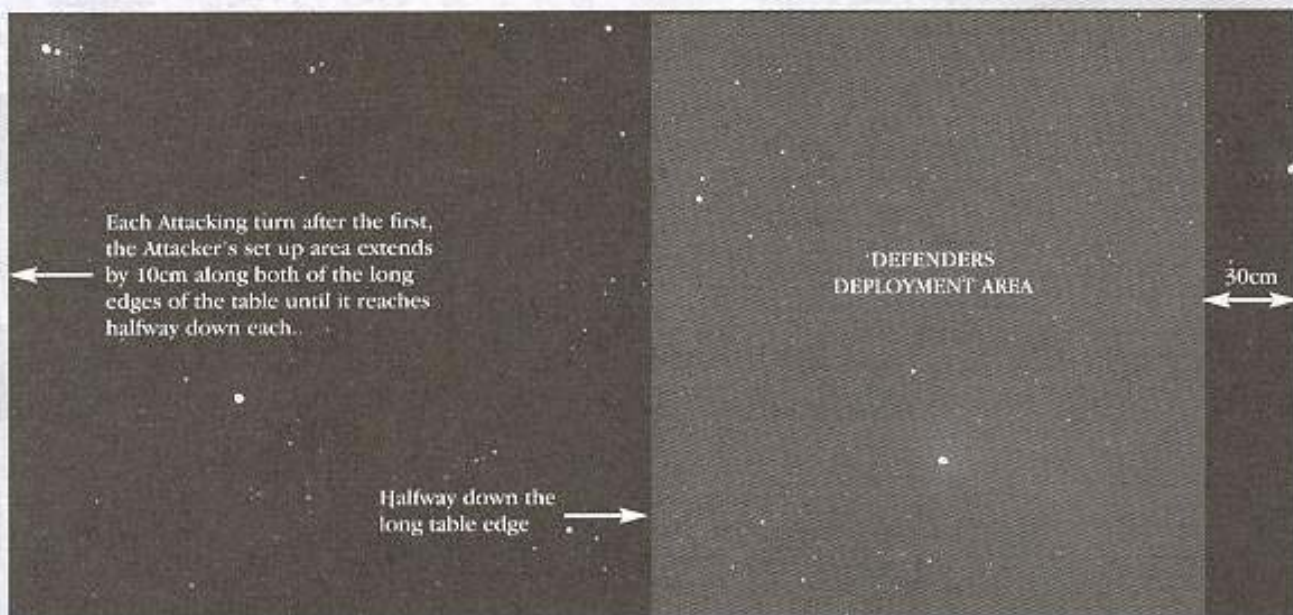 Each Attacking turn after the first,
the Attacker's set up area extends
by 10cm along both of the long
edges of the table until it reaches
halfway down each.
DEFENDERS
DEPLOYMENT AREA
30cm
Halfway down the
long table edge